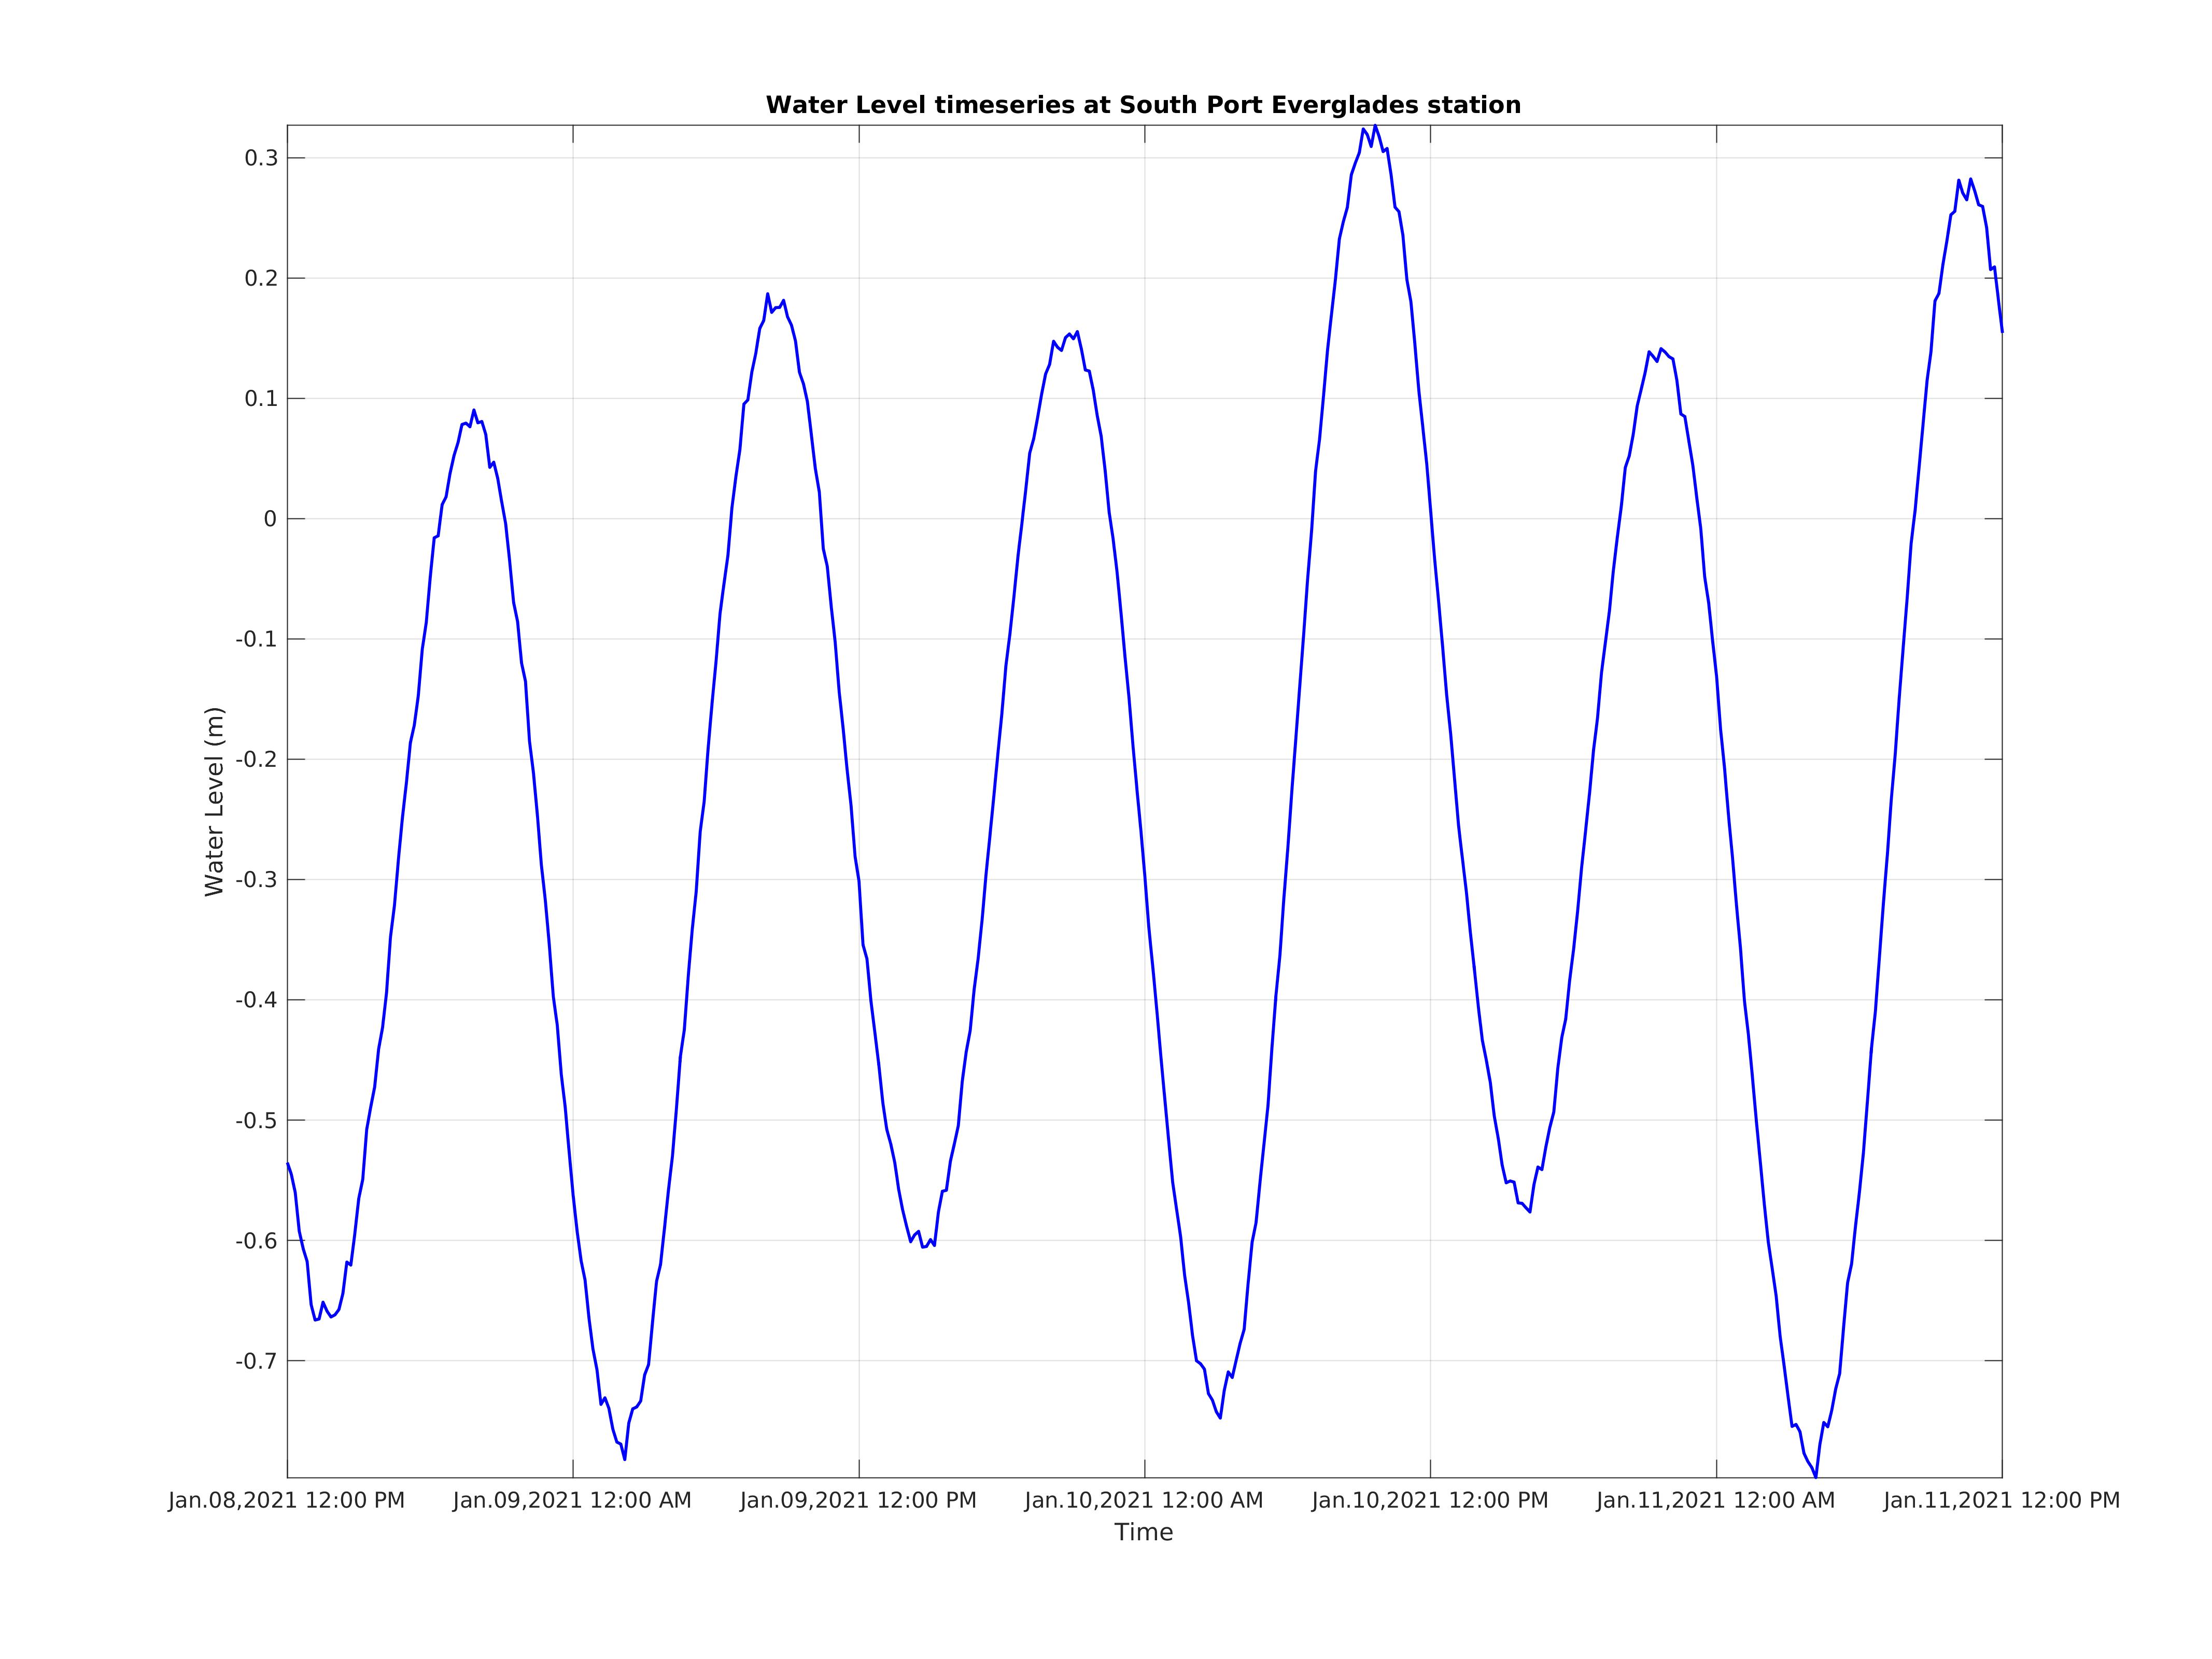 Water Level timeseries at South Port Everglades station
0.3
0.2
0.1
0
-0.1
-0.2
-0.3
-0.4
-0.5
-0.6
-0.7
Water Level (m)
Jan.08,2021 12:00 PM
Jan.09,2021 12:00 AM
Jan.09,2021 12:00 PM
Jan.10,2021 12:00 AM
Jan.10,2021 12:00 PM
Jan.11,2021 12:00 AM
Jan.11,2021 12:00 PM
Time